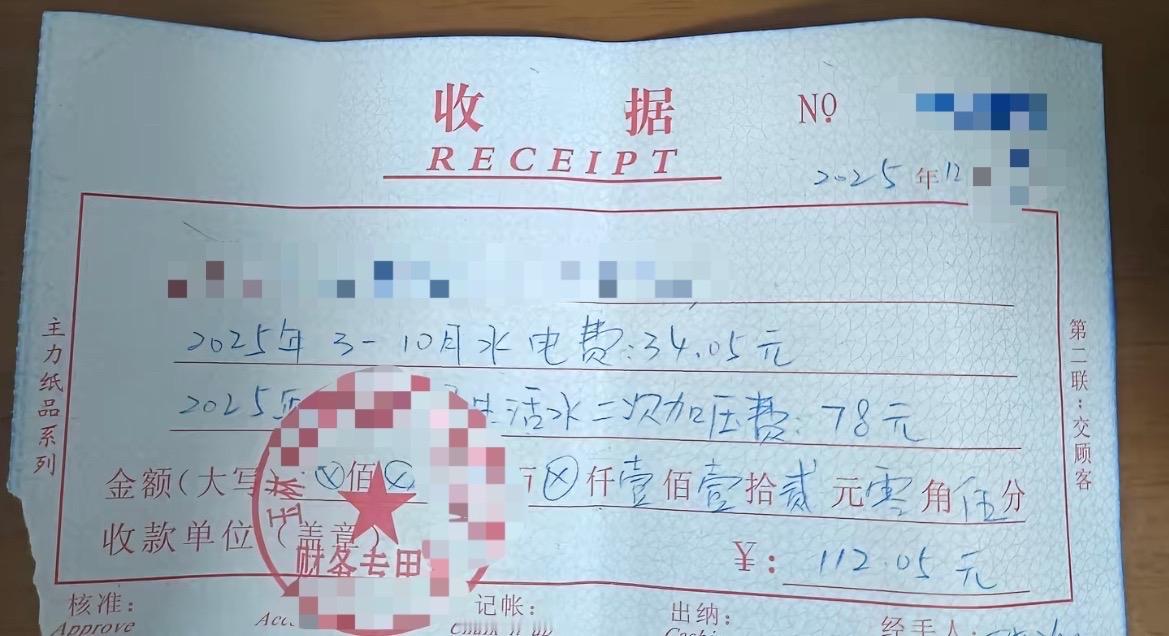 收 据
RECEIPT
NO
2025年12
2025年3-10月水电费:34.05元
2025 生活水二次加压费:78元
金额(大写): ⊗佰⊗ 万⊗仟壹佰壹拾贰元零角伍分
收款单位(盖章)
财务专用
¥: 112.05元
核准:
Approve
记帐:
出纳:
经手人:
主力纸品系列
第二联:交顾客